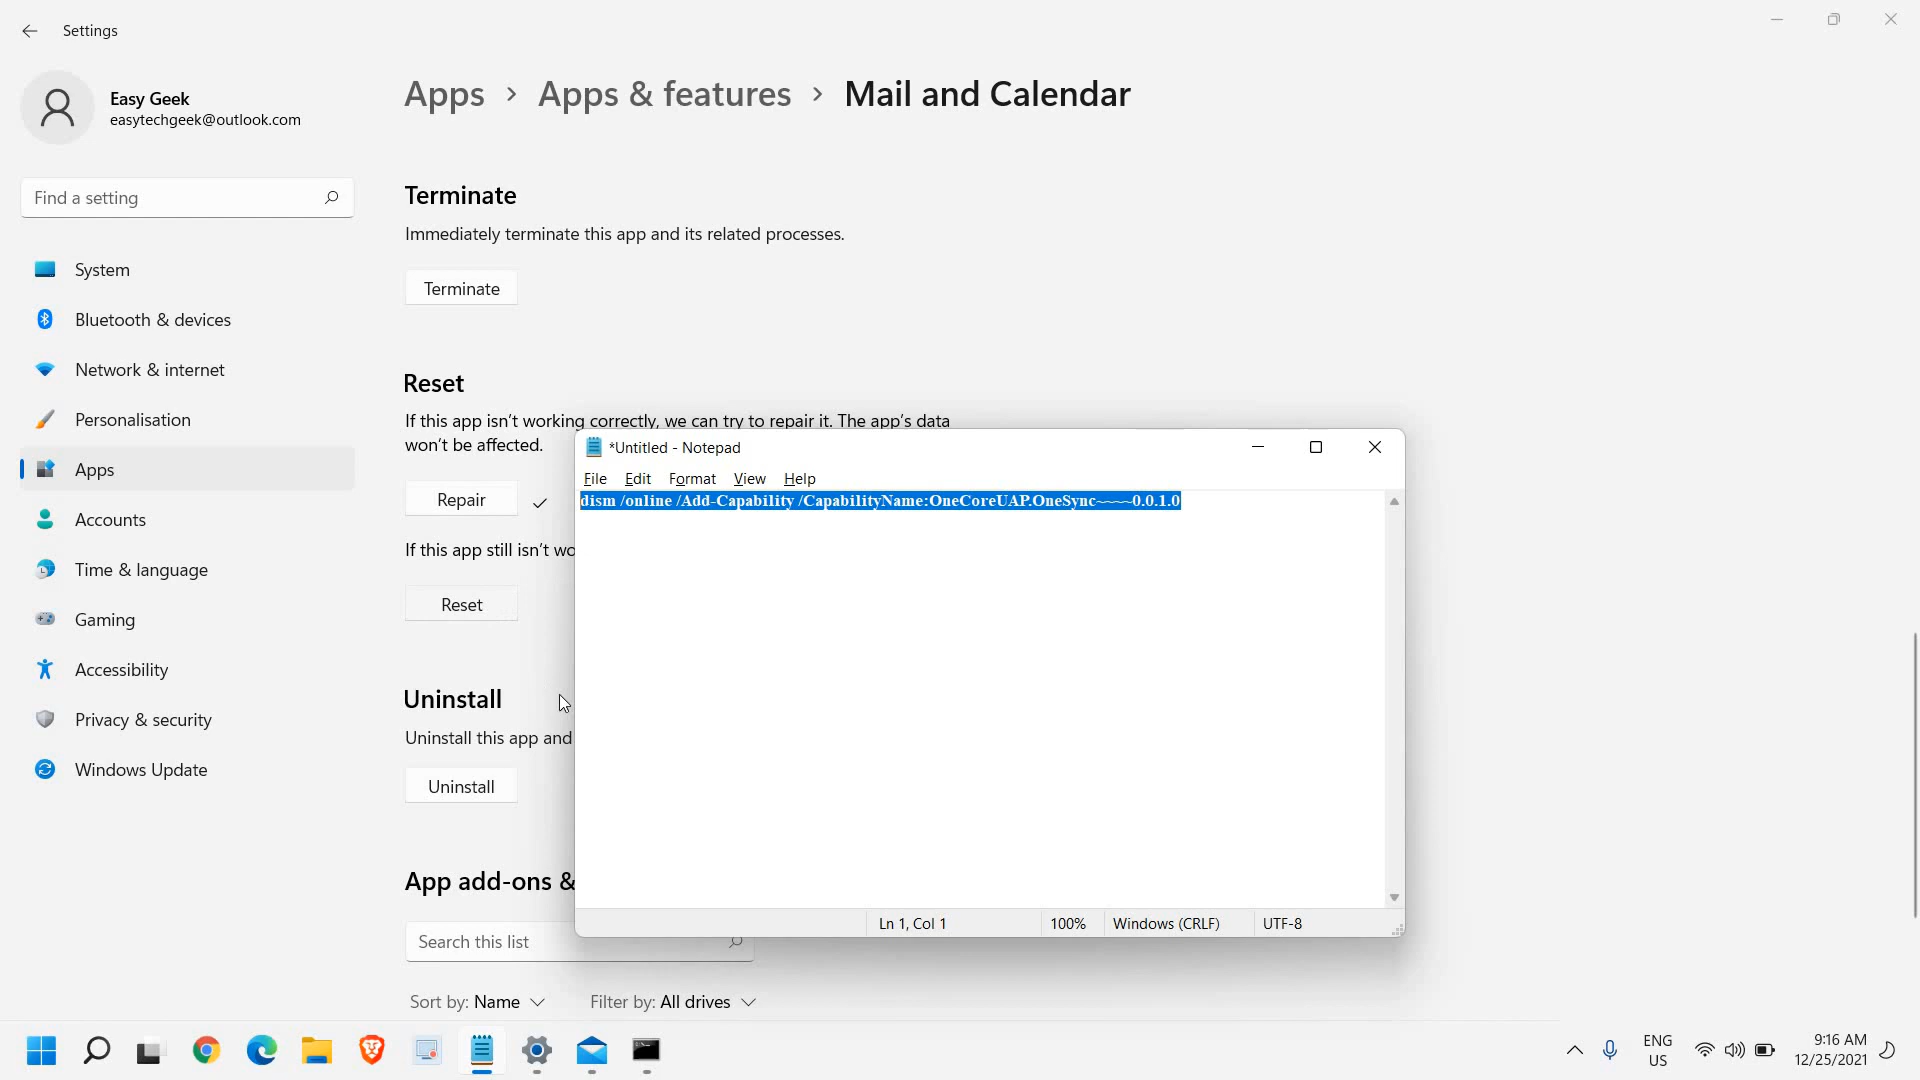 Settings
Easy Geek
easytechgeek@outlook.com
Find a setting
System
Bluetooth & devices
Network & internet
Personalisation
Apps
Accounts
Time & language
Gaming
Accessibility
Privacy & security
Windows Update
Apps > Apps & features > Mail and Calendar
Terminate
Immediately terminate this app and its related processes.
Terminate
Reset
If this app isn't working correctly, we can try to repair it. The app's data
won't be affected.
Repair
If this app still isn't wo
Reset
Uninstall
Uninstall this app and
Uninstall
App add-ons &
Search this list
Sort by: Name
Filter by: All drives
*Untitled - Notepad
File Edit Format View Help
dism /online /Add-Capability /CapabilityName:OneCoreUAP.OneSync~~~~0.0.1.0
Ln 1, Col 1
100%
Windows (CRLF)
UTF-8
ENG
US
9:16 AM
12/25/2021